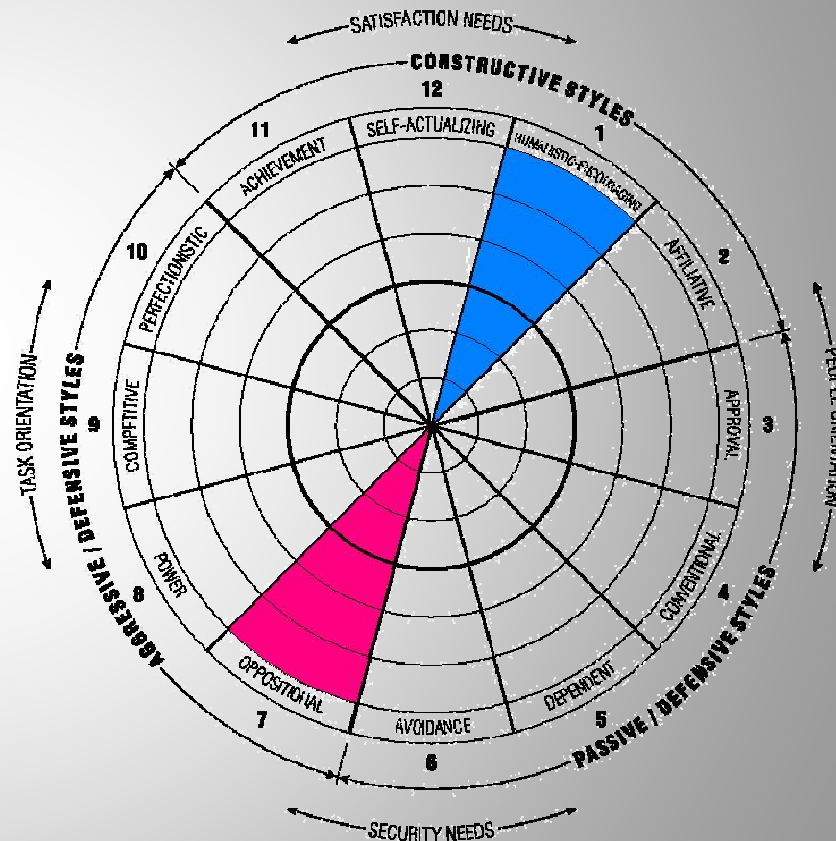 SATISFACTION NEEDS
CONSTRUCTIVE STYLES
12
SELF-ACTUALIZING
1
HUMANISTIC-ENCOURAGING
2
AFFILIATIVE
3
APPROVAL
4
CONVENTIONAL
5
DEPENDENT
PASSIVE / DEFENSIVE STYLES
6
AVOIDANCE
7
OPPOSITIONAL
8
POWER
9
COMPETITIVE
10
PERFECTIONISTIC
11
ACHIEVEMENT
AGGRESSIVE / DEFENSIVE STYLES
TASK ORIENTATION
SECURITY NEEDS